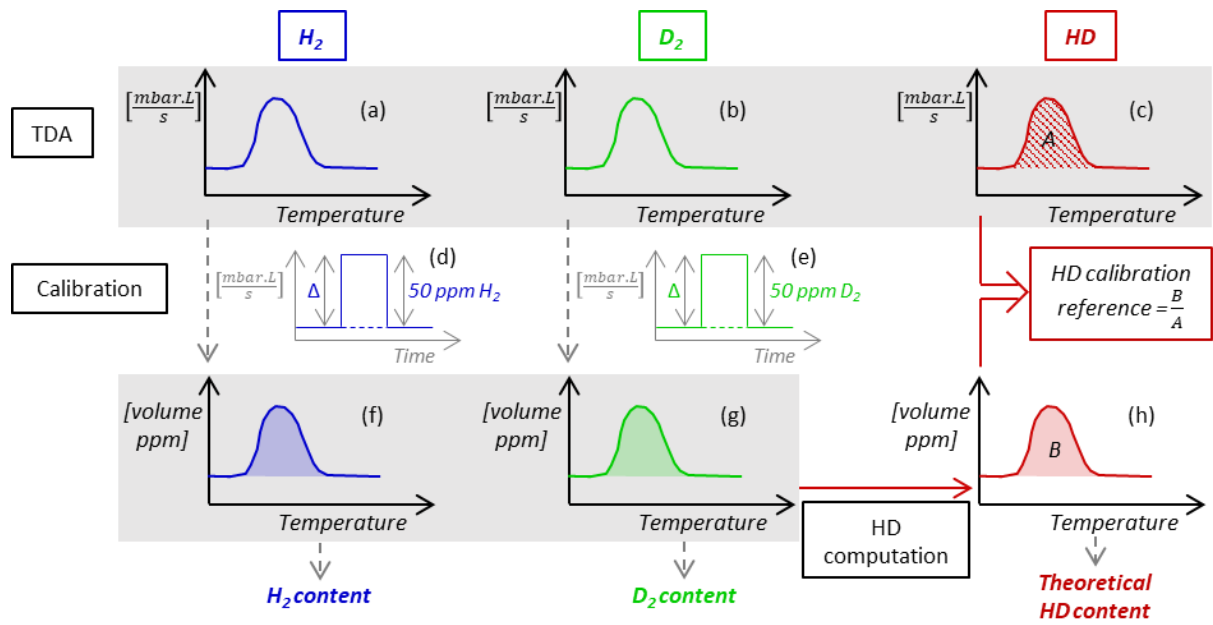 H2
D2
HD
TDA
[mbar.L/s]
(a)
Temperature
[mbar.L/s]
(b)
Temperature
[mbar.L/s]
(c)
A
Temperature
Calibration
[mbar.L/s]
(d)
Δ
50 ppm H2
Time
[mbar.L/s]
(e)
Δ
50 ppm D2
Time
HD calibration
reference = B/A
[volume
ppm]
(f)
Temperature
[volume
ppm]
(g)
Temperature
[volume
ppm]
(h)
B
Temperature
HD
computation
H2 content
D2 content
Theoretical
HD content